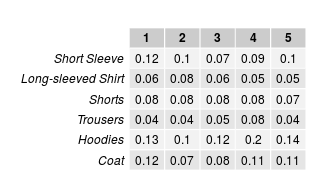 1 2 3 4 5
Short Sleeve 0.12 0.1 0.07 0.09 0.1
Long-sleeved Shirt 0.06 0.08 0.06 0.05 0.05
Shorts 0.08 0.08 0.08 0.08 0.07
Trousers 0.04 0.04 0.05 0.08 0.04
Hoodies 0.13 0.1 0.12 0.2 0.14
Coat 0.12 0.07 0.08 0.11 0.11